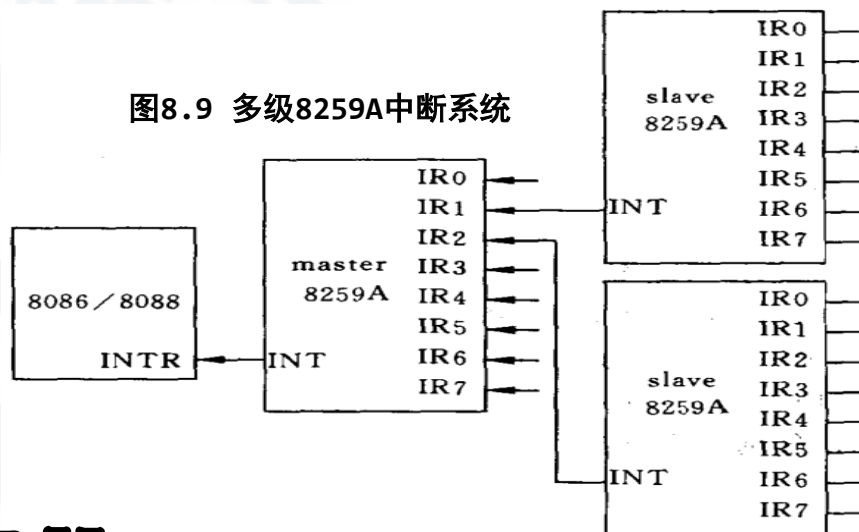 图8.9 多级8259A中断系统
8086／8088
INTR
master
8259A
INT
IR0
IR1
IR2
IR3
IR4
IR5
IR6
IR7
slave
8259A
INT
IR0
IR1
IR2
IR3
IR4
IR5
IR6
IR7
slave
8259A
INT
IR0
IR1
IR2
IR3
IR4
IR5
IR6
IR7